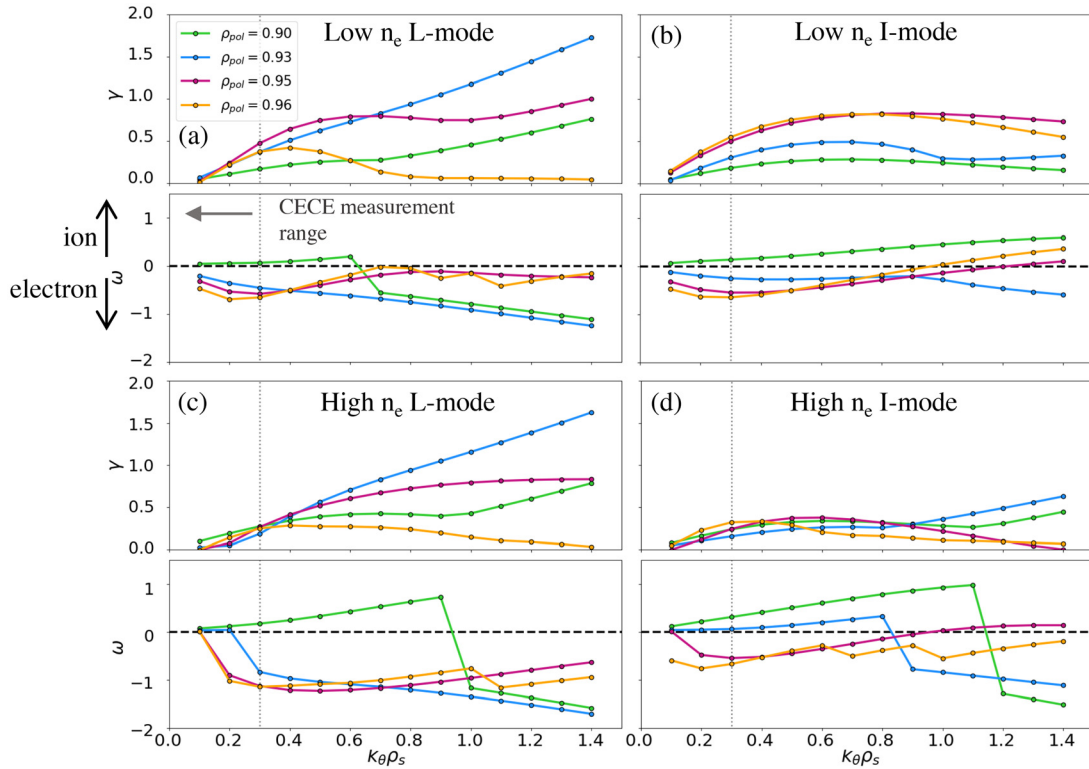 2.0
1.5
1.0
0.5
0.0
γ
ρpol = 0.90
ρpol = 0.93
ρpol = 0.95
ρpol = 0.96
Low ne L-mode
(a)
(b)
Low ne I-mode
ion
electron
1
0
−1
−2
ω
CECE measurement
range
2.0
1.5
1.0
0.5
0.0
γ
(c)
High ne L-mode
(d)
High ne I-mode
1
0
−1
−2
ω
0.0 0.2 0.4 0.6 0.8 1.0 1.2 1.4
kθρs
0.0 0.2 0.4 0.6 0.8 1.0 1.2 1.4
kθρs